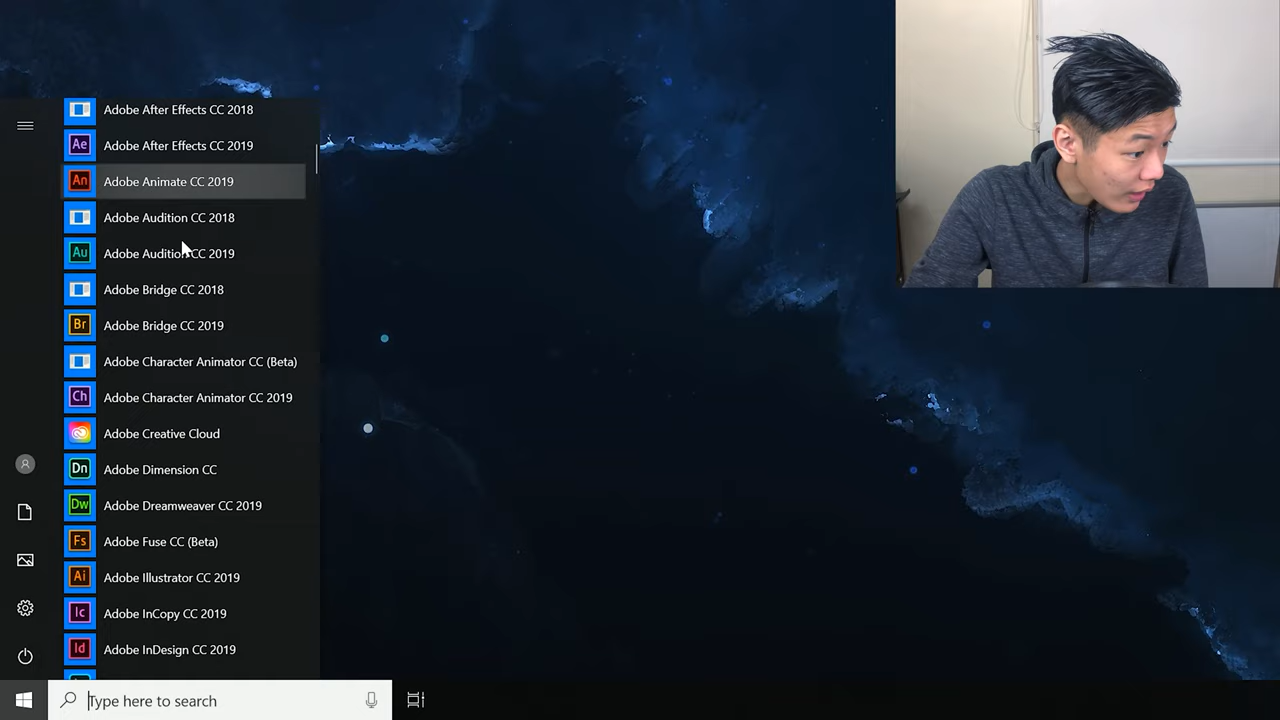 Adobe After Effects CC 2018
Ae Adobe After Effects CC 2019
An Adobe Animate CC 2019
Adobe Audition CC 2018
Au Adobe Audition CC 2019
Adobe Bridge CC 2018
Br Adobe Bridge CC 2019
Adobe Character Animator CC (Beta)
Ch Adobe Character Animator CC 2019
Adobe Creative Cloud
Dn Adobe Dimension CC
Dw Adobe Dreamweaver CC 2019
Fs Adobe Fuse CC (Beta)
Ai Adobe Illustrator CC 2019
Ic Adobe InCopy CC 2019
Id Adobe InDesign CC 2019
Type here to search